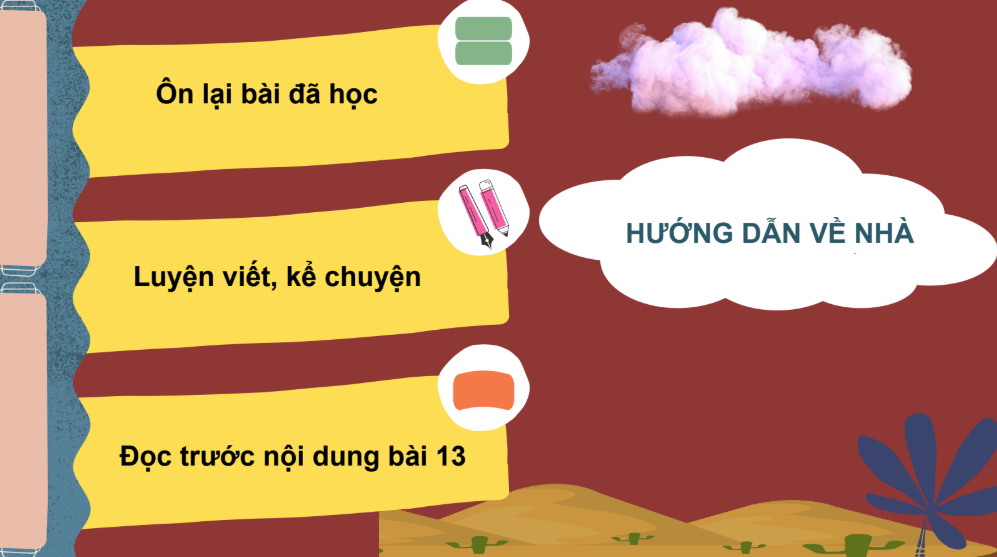 Ôn lại bài đã học
HƯỚNG DẪN VỀ NHÀ
Luyện viết, kể chuyện
Đọc trước nội dung bài 13